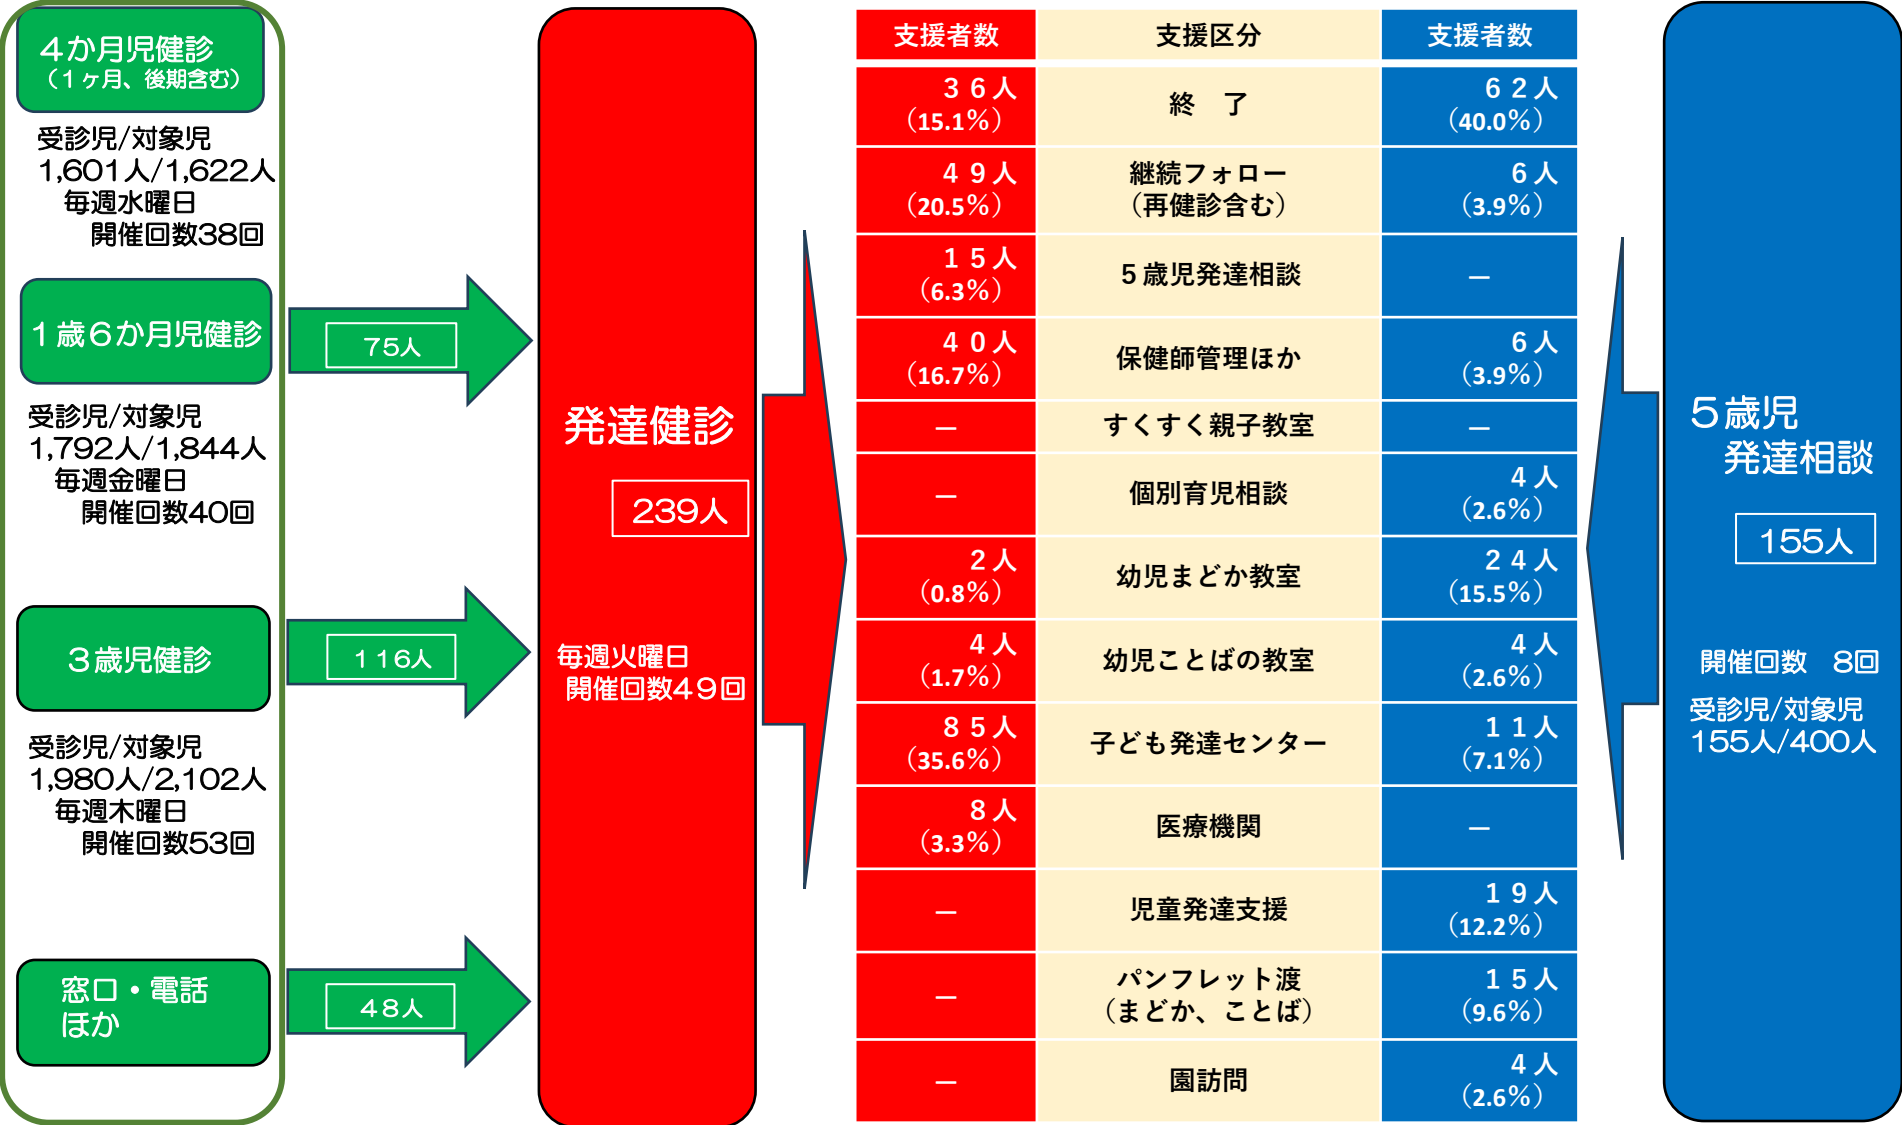 ４か月児健診
（１ヶ月、後期含む）
受診児/対象児
1,601人/1,622人
毎週水曜日
開催回数38回
１歳６か月児健診
受診児/対象児
1,792人/1,844人
毎週金曜日
開催回数40回
３歳児健診
受診児/対象児
1,980人/2,102人
毎週木曜日
開催回数53回
窓口・電話
ほか
75人
１１６人
４８人
発達健診
239人
毎週火曜日
開催回数４９回
支援者数 支援区分 支援者数
３６人 終　了 ６２人
（15.1％） （40.0％）
４９人 継続フォロー ６人
（20.5％） （再健診含む） （3.9％）
１５人 ５歳児発達相談 －
（6.3％）
４０人 保健師管理ほか ６人
（16.7％） （3.9％）
－ すくすく親子教室 －
－ 個別育児相談 ４人
（2.6％）
２人 幼児まどか教室 ２４人
（0.8％） （15.5％）
４人 幼児ことばの教室 ４人
（1.7％） （2.6％）
８５人 子ども発達センター １１人
（35.6％） （7.1％）
８人 医療機関 －
（3.3％）
－ 児童発達支援 １９人
（12.2％）
－ パンフレット渡 １５人
（まどか、ことば） （9.6％）
－ 園訪問 ４人
（2.6％）
５歳児
発達相談
155人
開催回数　8回
受診児/対象児
155人/400人